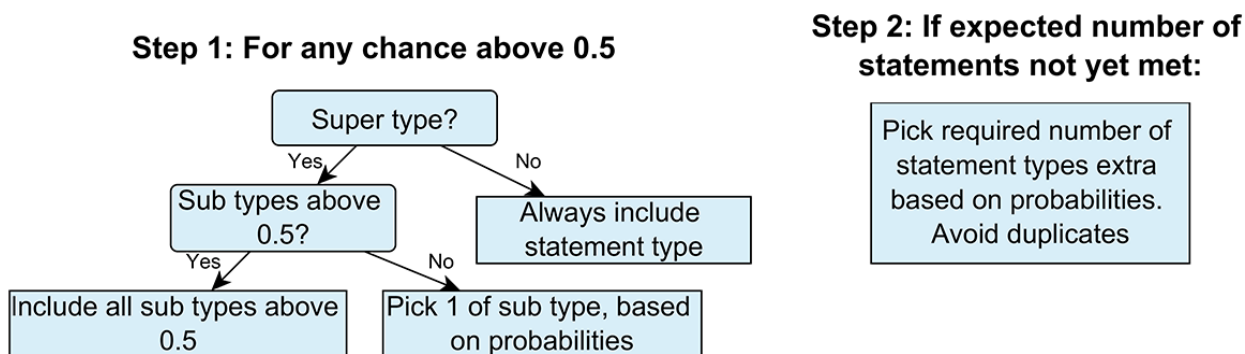 Step 1: For any chance above 0.5
Super type?
Yes
No
Sub types above
0.5?
Always include
statement type
Yes
No
Include all sub types above
0.5
Pick 1 of sub type, based
on probabilities
Step 2: If expected number of
statements not yet met:
Pick required number of
statement types extra
based on probabilities.
Avoid duplicates